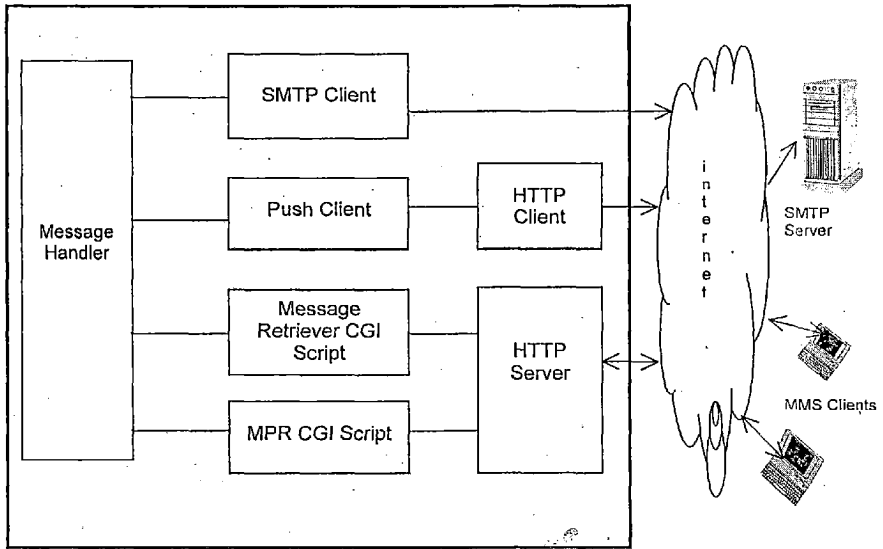 SMTP Client
Push Client
HTTP
Client
Message
Handler
Message
Retriever CGI
Script
HTTP
Server
MPR CGI Script
internet
SMTP
Server
MMS Clients